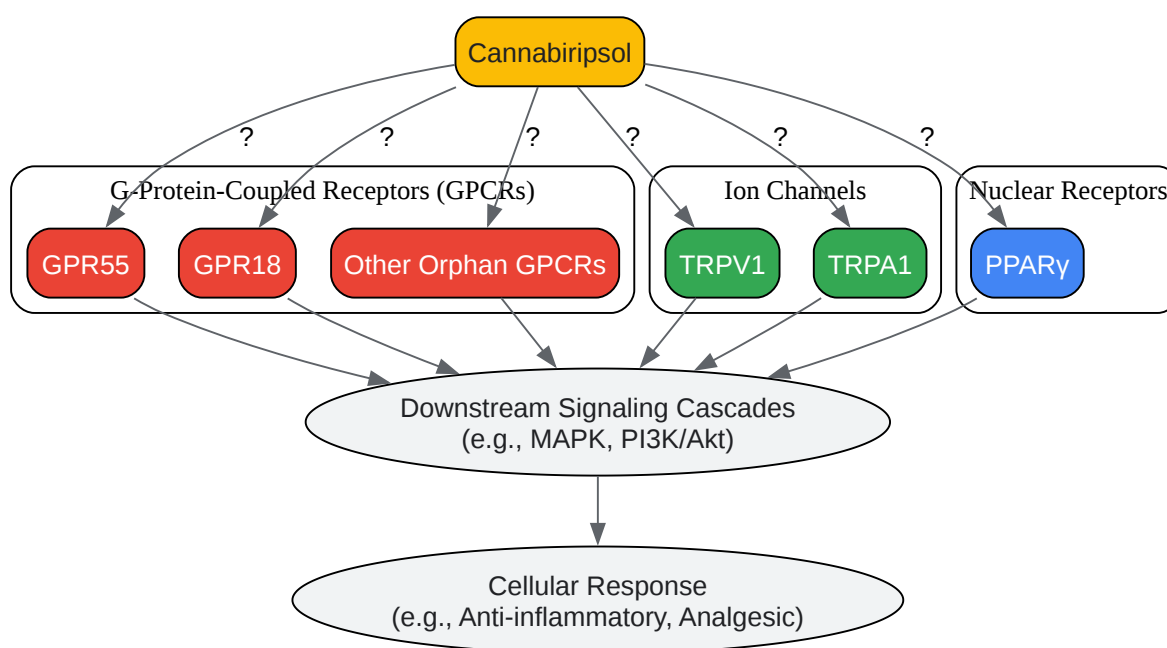 Cannabiripsol
?
?
?
?
?
?
G-Protein-Coupled Receptors (GPCRs)
Ion Channels
Nuclear Receptors
GPR55
GPR18
Other Orphan GPCRs
TRPV1
TRPA1
PPARγ
Downstream Signaling Cascades
(e.g., MAPK, PI3K/Akt)
Cellular Response
(e.g., Anti-inflammatory, Analgesic)